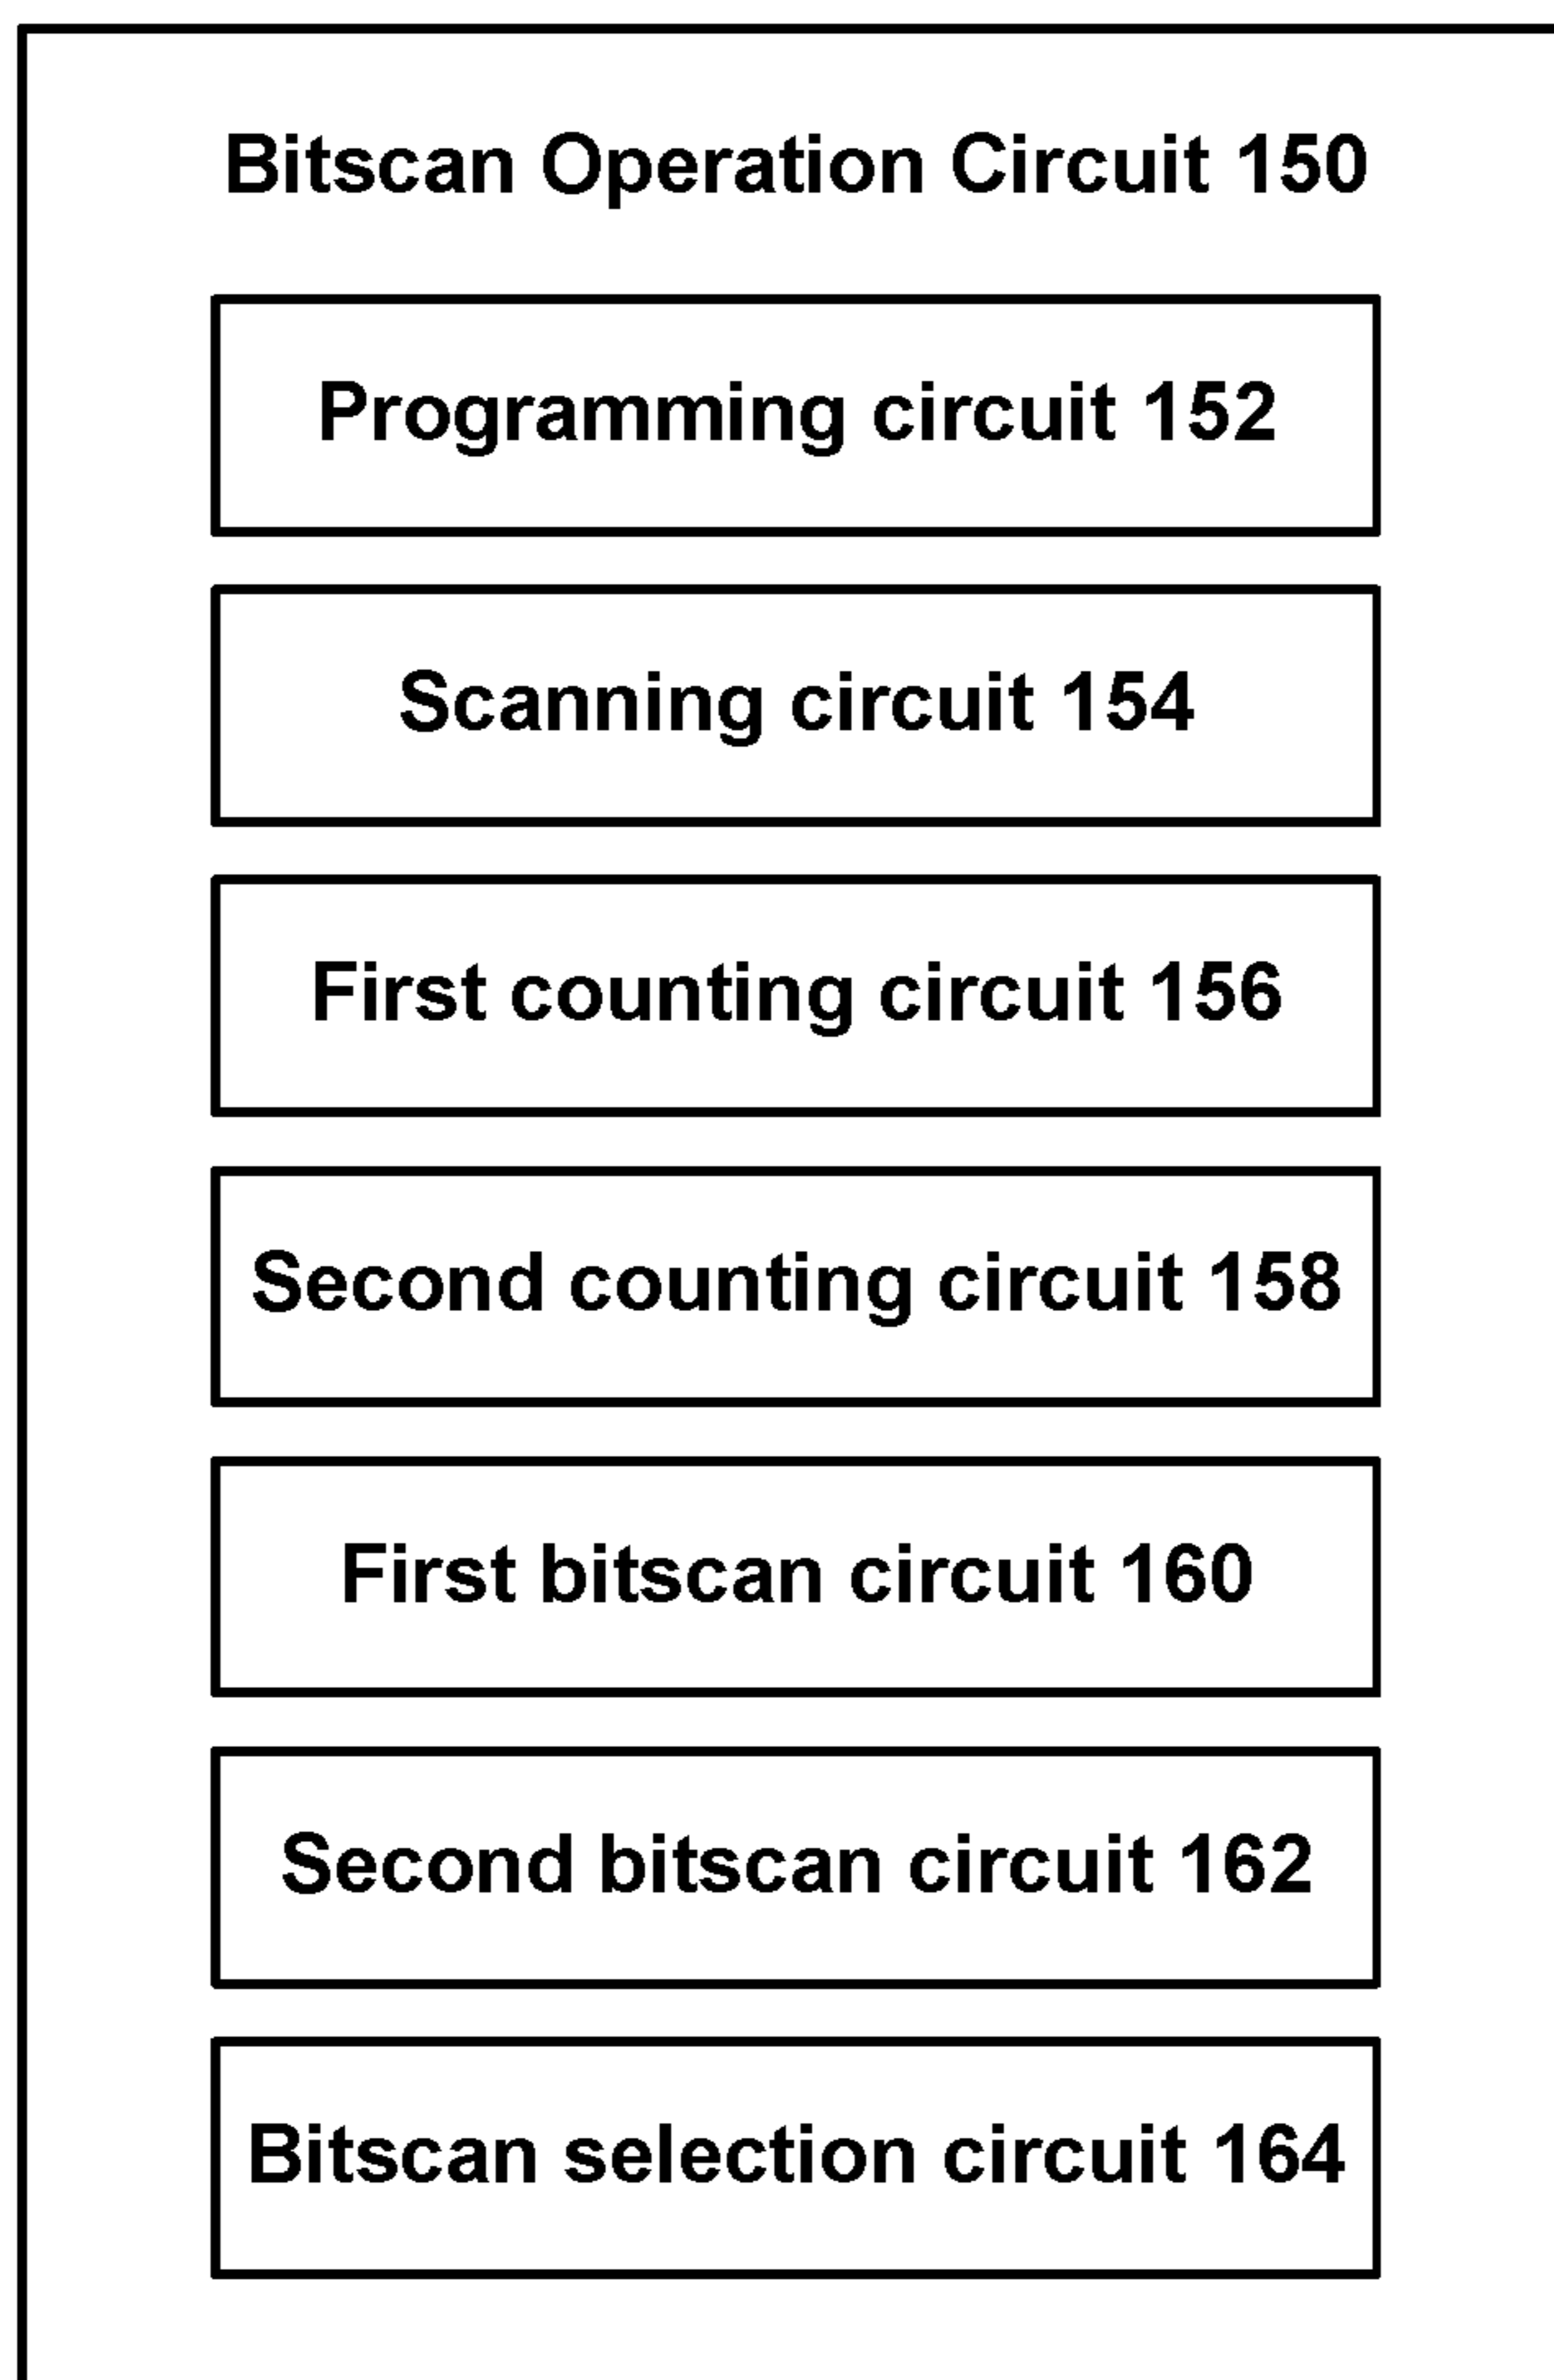 Bitscan Operation Circuit 150
Programming circuit 152
Scanning circuit 154
First counting circuit 156
Second counting circuit 158
First bitscan circuit 160
Second bitscan circuit 162
Bitscan selection circuit 164